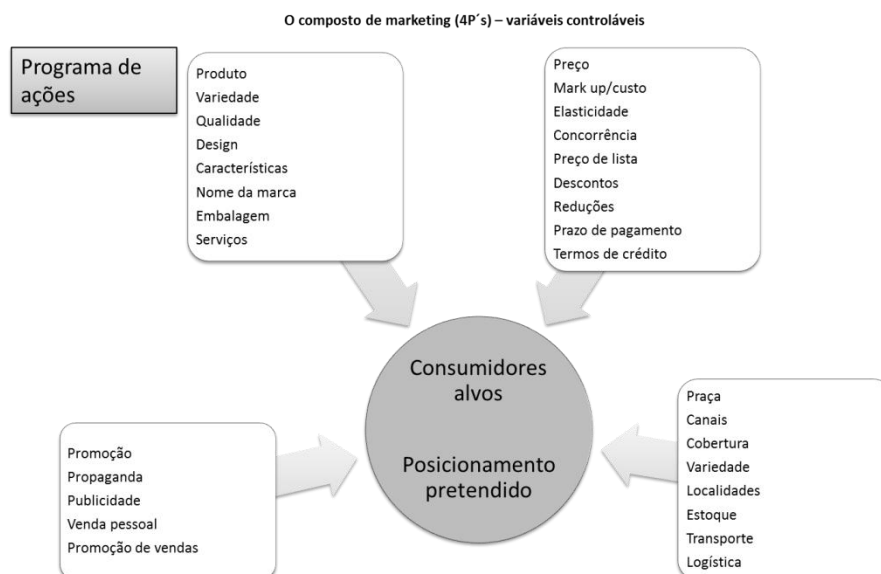 O composto de marketing (4P´s) – variáveis controláveis
Programa de
ações
Produto
Variedade
Qualidade
Design
Características
Nome da marca
Embalagem
Serviços
Preço
Mark up/custo
Elasticidade
Concorrência
Preço de lista
Descontos
Reduções
Prazo de pagamento
Termos de crédito
Consumidores
alvos
Posicionamento
pretendido
Promoção
Propaganda
Publicidade
Venda pessoal
Promoção de vendas
Praça
Canais
Cobertura
Variedade
Localidades
Estoque
Transporte
Logística